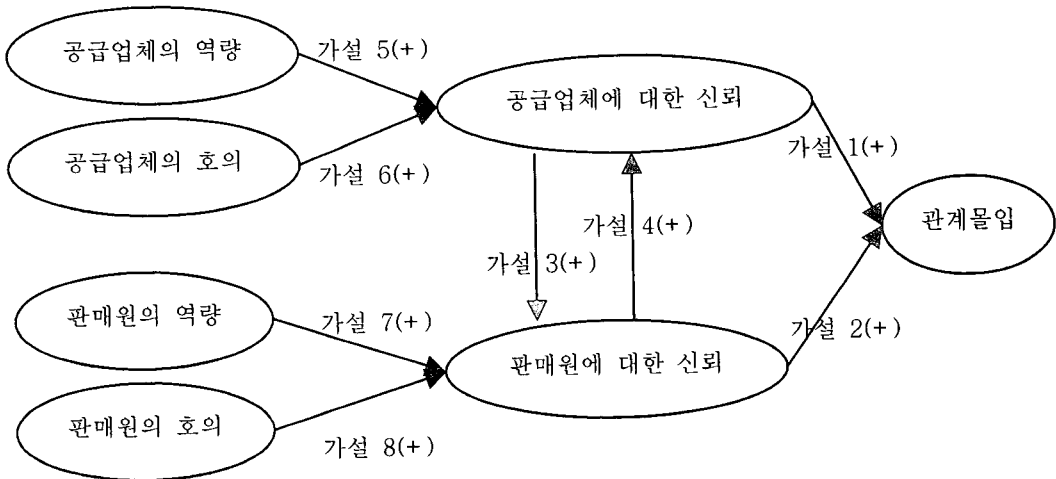 공급업체의 역량
가설 5(+)
공급업체에 대한 신뢰
공급업체의 호의
가설 6(+)
가설 1(+)
가설 4(+)
관계몰입
가설 3(+)
판매원의 역량
가설 7(+)
가설 2(+)
판매원에 대한 신뢰
판매원의 호의
가설 8(+)